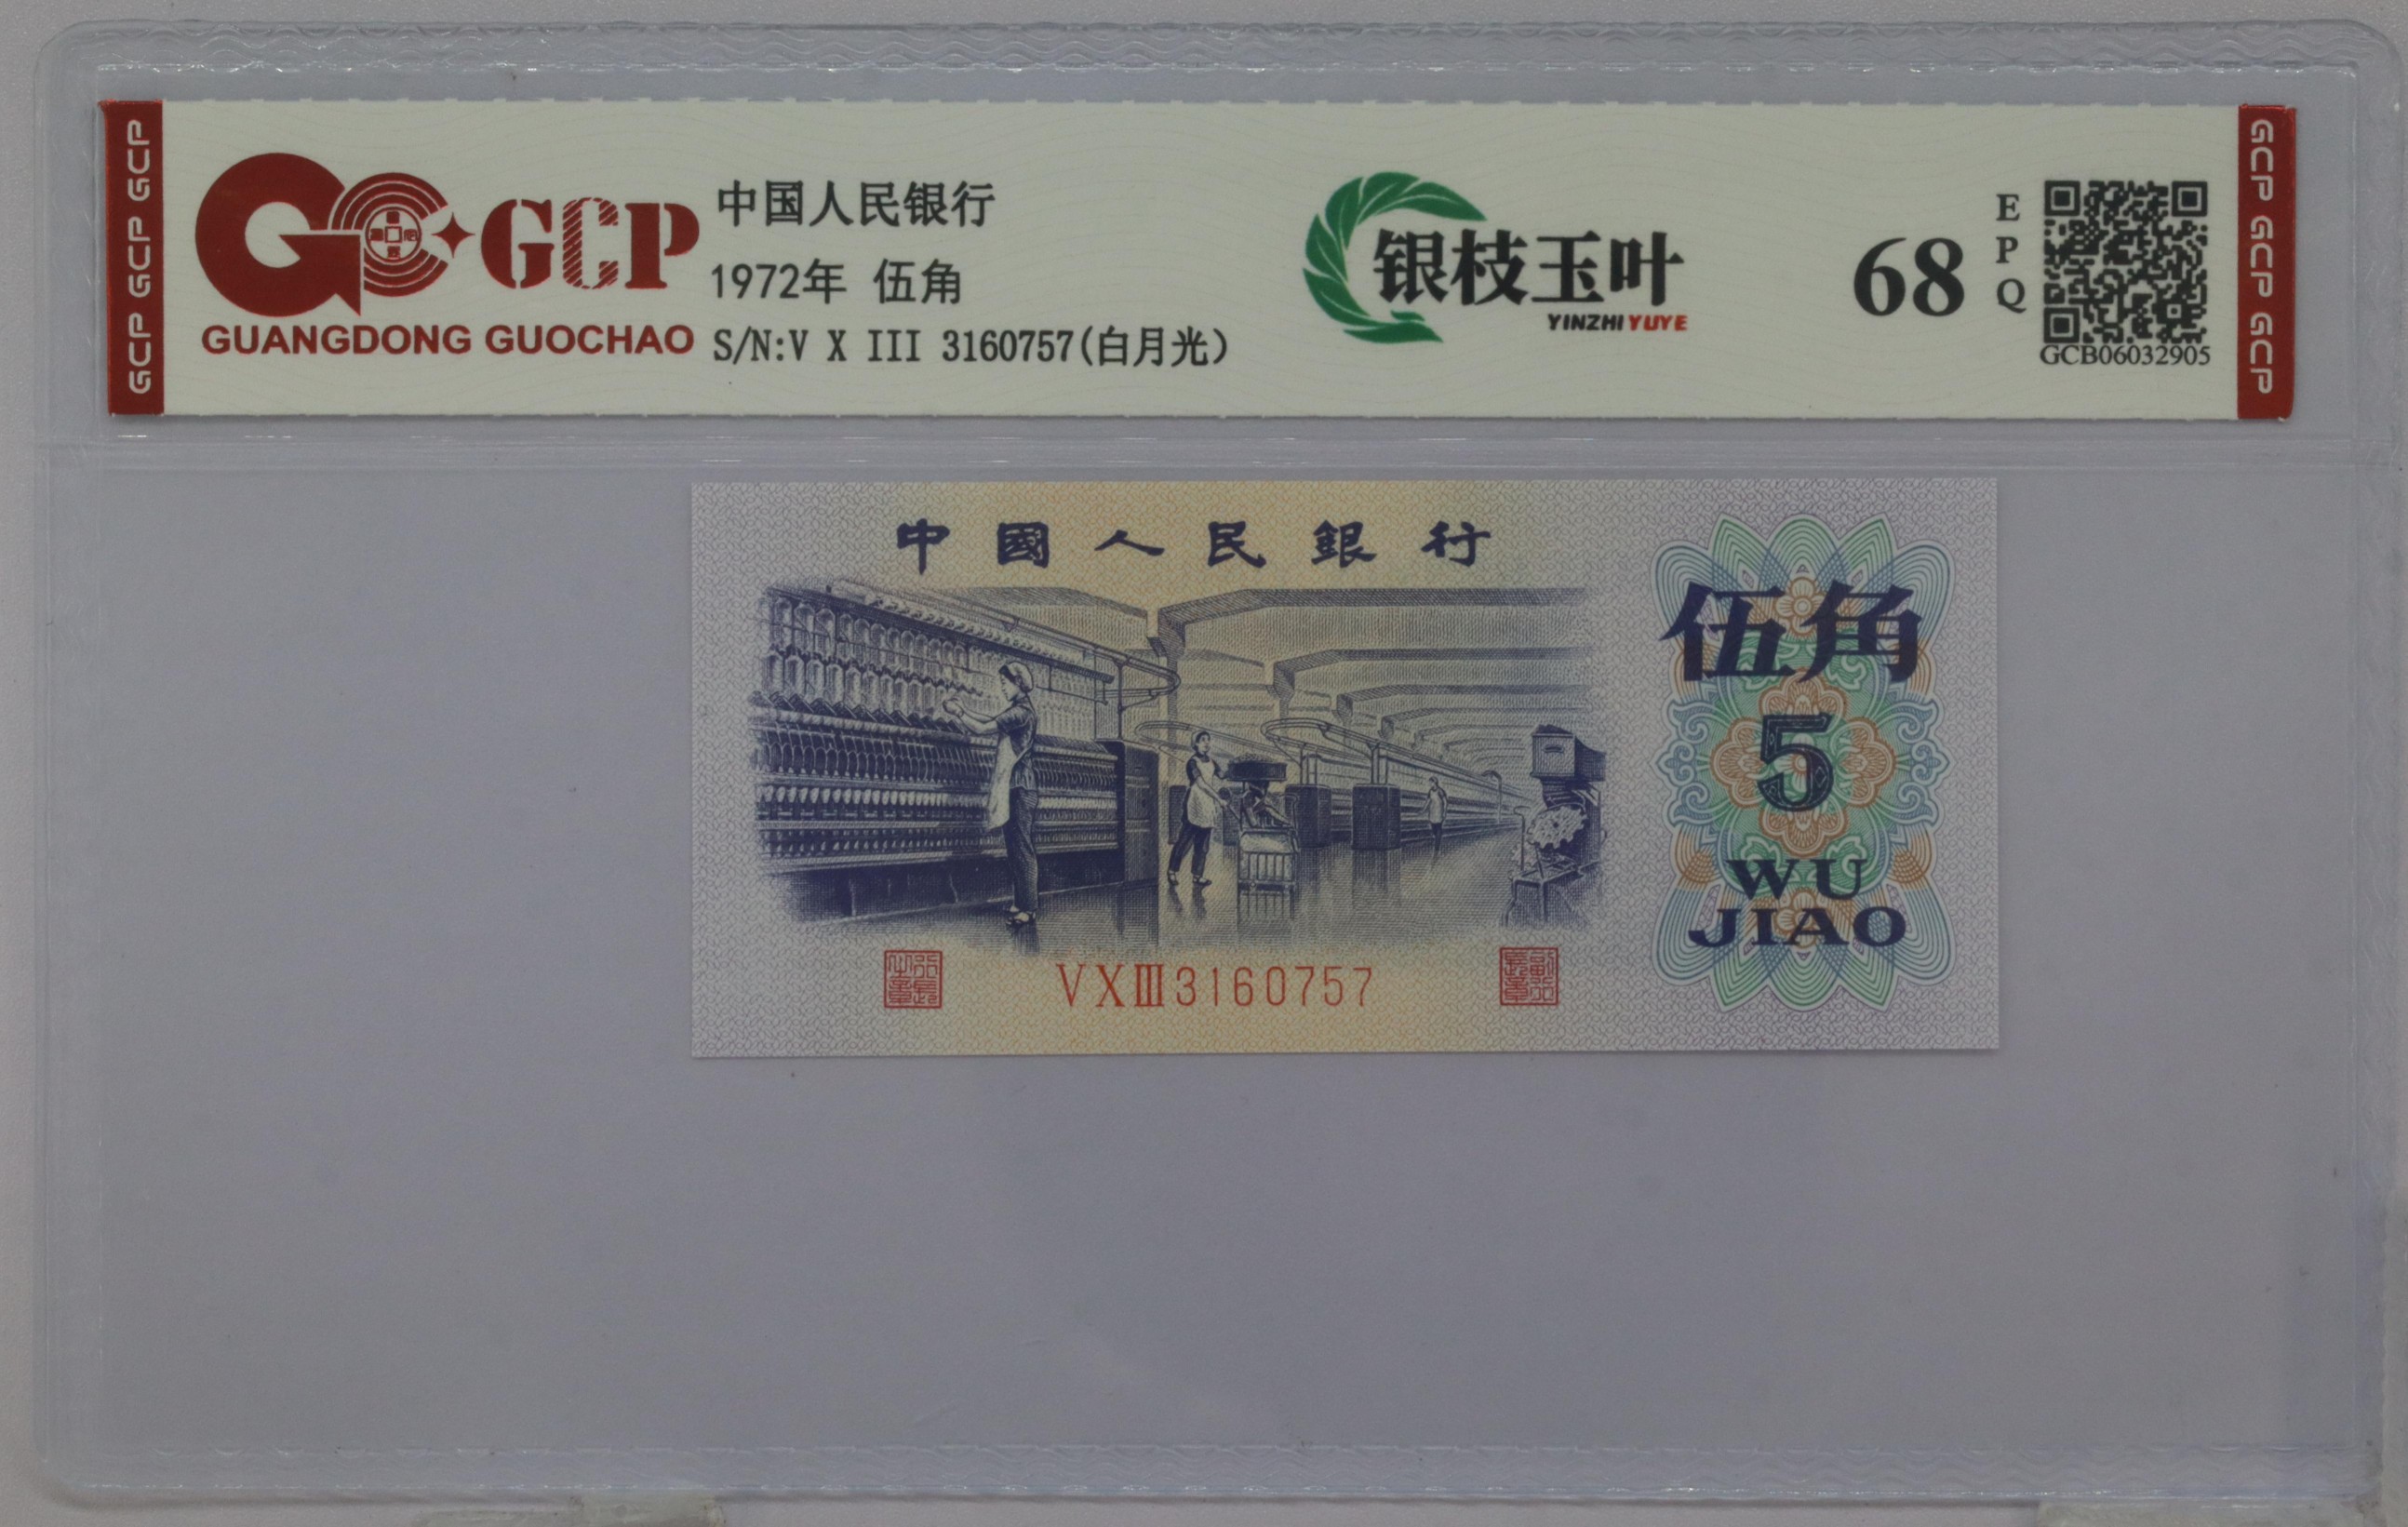 GCP GCP GCP
GCP
GUANGDONG GUOCHAO
中国人民银行
1972年 伍角
S/N:V X III 3160757(白月光)
银枝玉叶
YINZHI YUYE
68
E
P
Q
GCB06032905
GCP GCP GCP
中國人民銀行
伍角
5
WU
JIAO
VXIII3160757